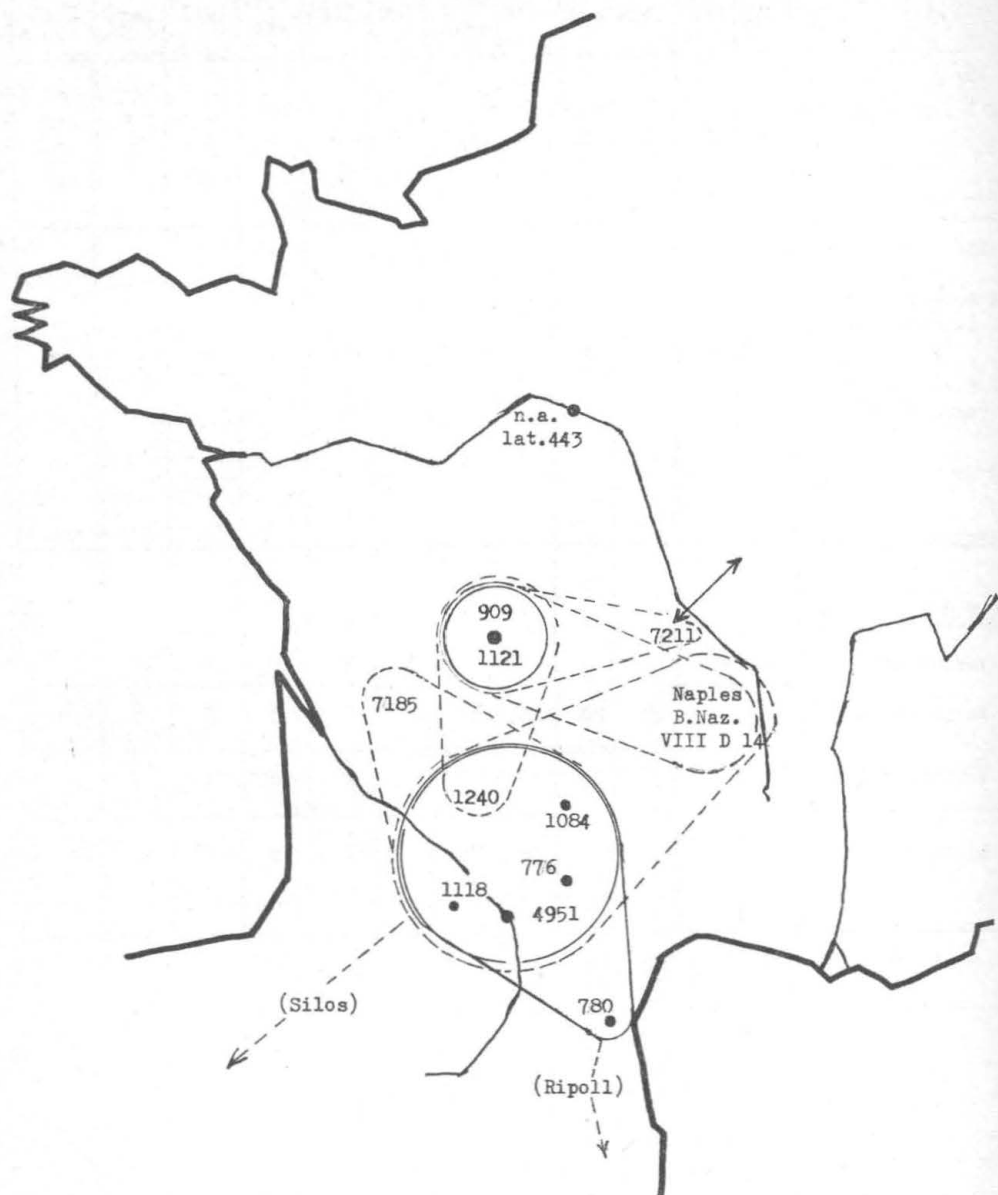 n.a.
lat.443
909
1121
7211
7185
Naples
B.Naz.
VIII D 14
1240
1084
776
1118
4951
(Silos)
780
(Ripoll)